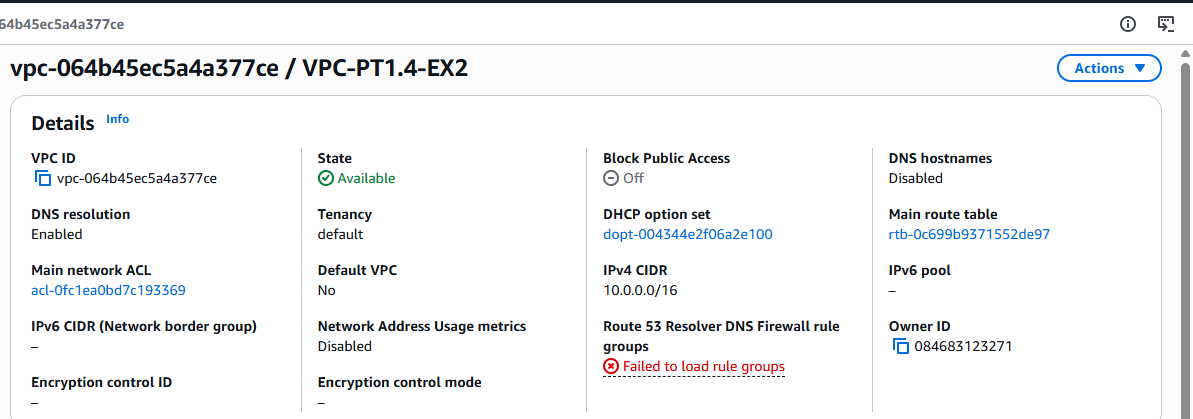 64b45ec5a4a377ce
vpc-064b45ec5a4a377ce / VPC-PT1.4-EX2
Actions
Details Info
VPC ID
vpc-064b45ec5a4a377ce
State
Available
Block Public Access
Off
DNS hostnames
Disabled
DNS resolution
Enabled
Tenancy
default
DHCP option set
dopt-004344e2f06a2e100
Main route table
rtb-0c699b9371552de97
Main network ACL
acl-0fc1ea0bd7c193369
Default VPC
No
IPv4 CIDR
10.0.0.0/16
IPv6 pool
–
IPv6 CIDR (Network border group)
–
Network Address Usage metrics
Disabled
Route 53 Resolver DNS Firewall rule
groups
Failed to load rule groups
Owner ID
084683123271
Encryption control ID
–
Encryption control mode
–